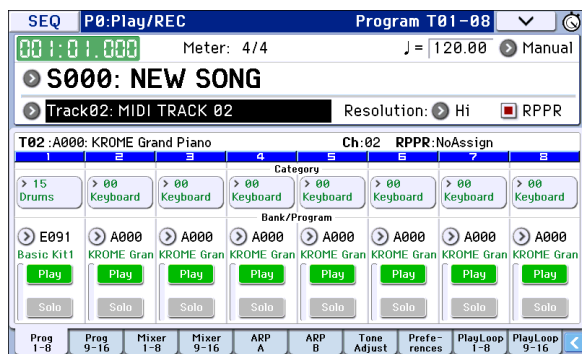 SEQ P0:Play/REC Program T01-08
001:01.000 Meter: 4/4 ♩= 120.00 Manual
S000: NEW SONG
Track02: MIDI TRACK 02 Resolution: Hi RPPR
T02 :A000: KROME Grand Piano Ch:02 RPPR:NoAssign
1 2 3 4 5 6 7 8
Category
> 15 > 00 > 00 > 00 > 00 > 00 > 00 > 00
Drums Keyboard Keyboard Keyboard Keyboard Keyboard Keyboard Keyboard
Bank/Program
E091 A000 A000 A000 A000 A000 A000 A000
Basic Kit1 KROME Gran KROME Gran KROME Gran KROME Gran KROME Gran KROME Gran KROME Gran
Play Play Play Play Play Play Play Play
Solo Solo Solo Solo Solo Solo Solo Solo
Prog Prog Mixer Mixer ARP ARP Tone Prefe- PlayLoop PlayLoop
1-8 9-16 1-8 9-16 A B Adjust rences 1-8 9-16